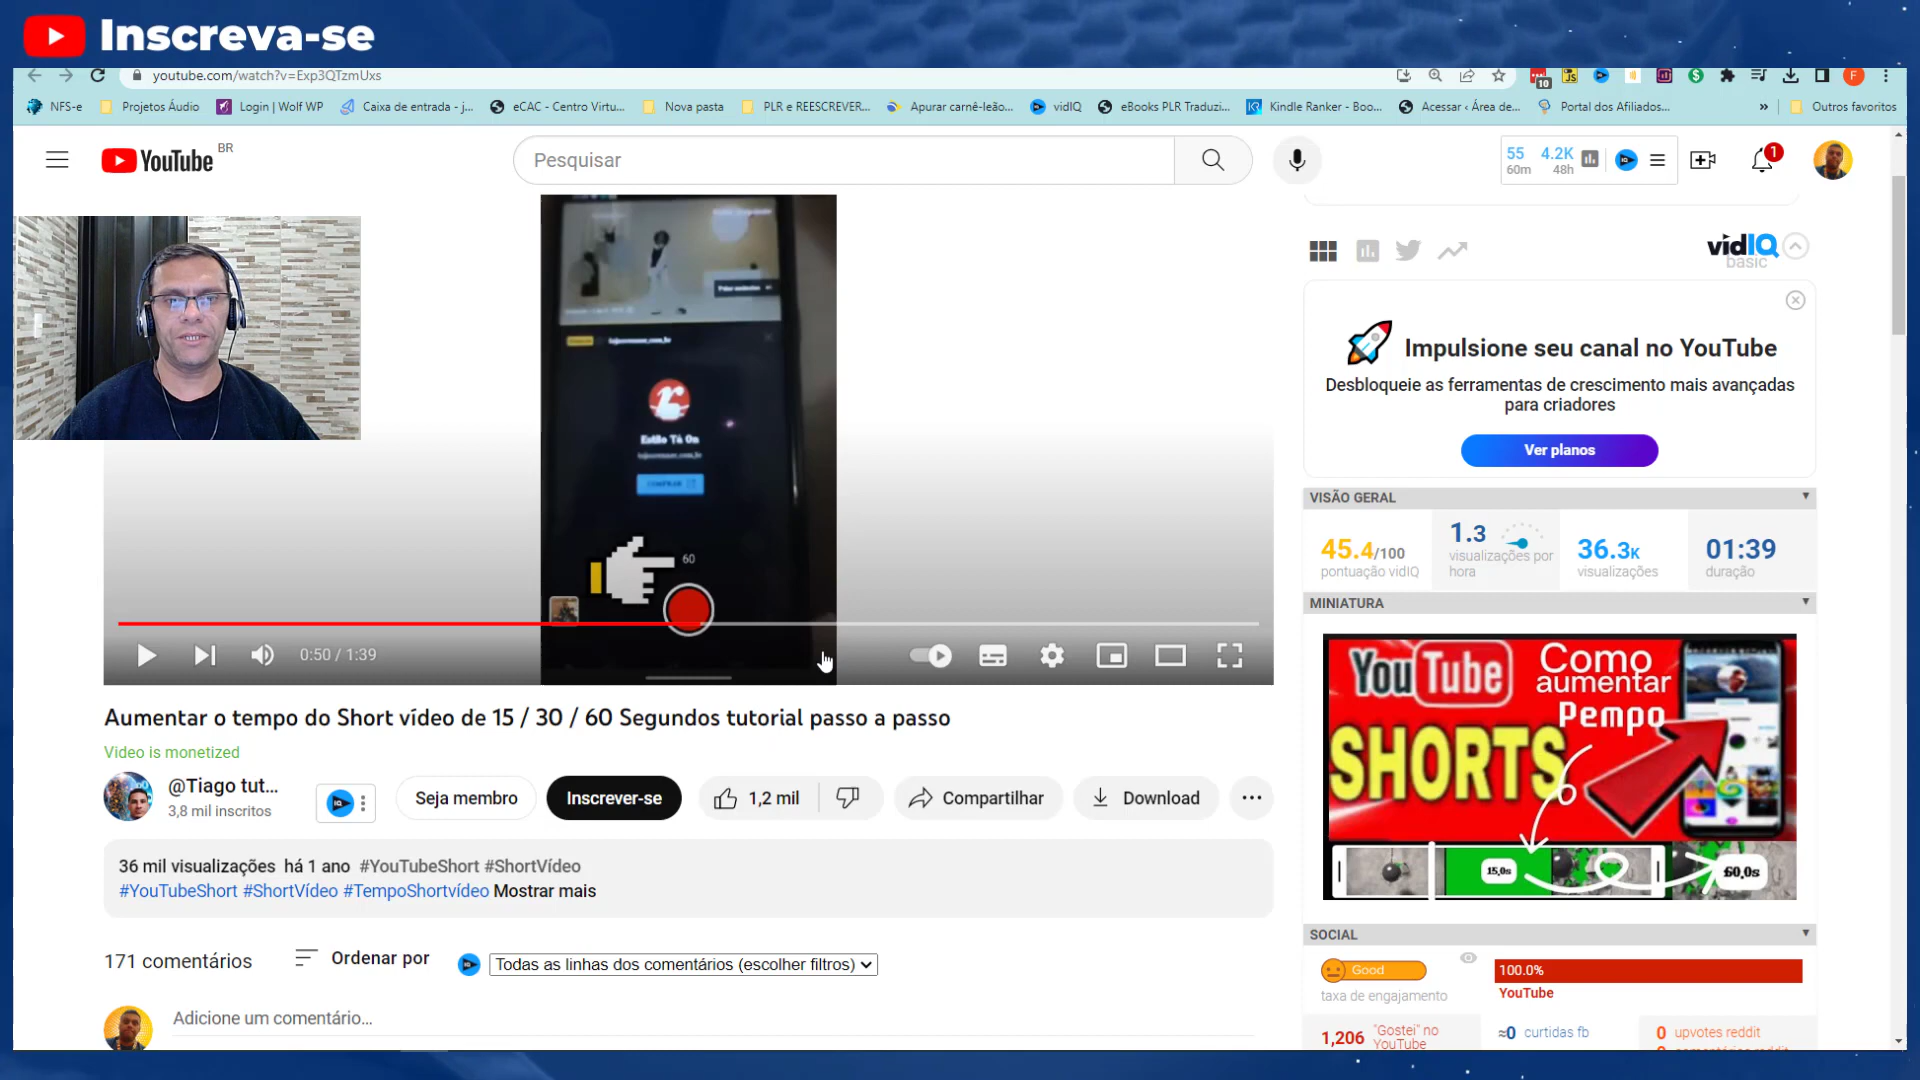 Inscreva-se
youtube.com/watch?v=Exp3QTzmUxs
10
JS
F
NFS-e
Projetos Áudio
Login | Wolf WP
Caixa de entrada - j...
eCAC - Centro Virtu...
Nova pasta
PLR e REESCREVER...
Apurar carnê-leão...
vidIQ
eBooks PLR Traduzi...
Kindle Ranker - Boo...
Acessar ‹ Área de...
Portal dos Afiliados...
»
Outros favoritos
YouTube BR
Pesquisar
55 4.2K
60m 48h
1
vidIQ
basic
Impulsione seu canal no YouTube
Desbloqueie as ferramentas de crescimento mais avançadas
para criadores
Ver planos
Estilo Tá On
COMPRAR
60
0:50 / 1:39
VISÃO GERAL
45.4/100
pontuação vidIQ
1.3
visualizações por
hora
36.3K
visualizações
01:39
duração
MINIATURA
YouTube
Como
aumentar
Pempo
SHORTS
15,0s
60,0s
Aumentar o tempo do Short vídeo de 15 / 30 / 60 Segundos tutorial passo a passo
Video is monetized
@Tiago tut...
3,8 mil inscritos
Seja membro
Inscrever-se
1,2 mil
Compartilhar
Download
36 mil visualizações há 1 ano #YouTubeShort #ShortVídeo
#YouTubeShort #ShortVídeo #TempoShortvídeo Mostrar mais
171 comentários
Ordenar por
Todas as linhas dos comentários (escolher filtros)
Adicione um comentário...
SOCIAL
Good
taxa de engajamento
100.0%
YouTube
1,206 "Gostei" no
YouTube
≈0 curtidas fb
0 upvotes reddit